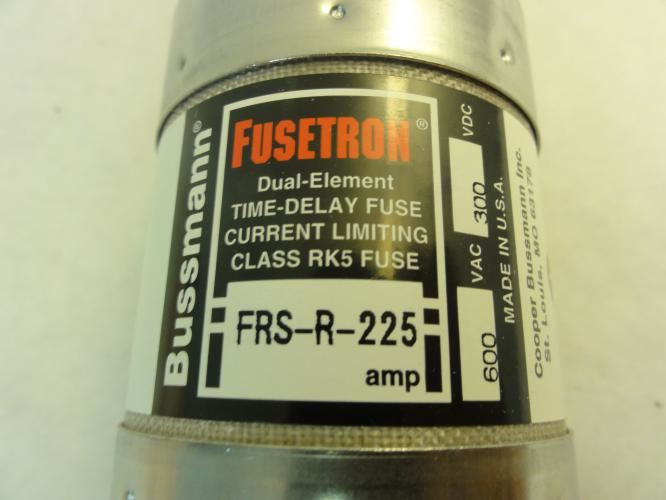 Bussmann®
FUSETRON®
Dual-Element
TIME-DELAY FUSE
CURRENT LIMITING
CLASS RK5 FUSE
FRS-R-225
amp
600 VAC 300 VDC
MADE IN U.S.A.
Cooper Bussmann Inc.
St. Louis, MO 63178